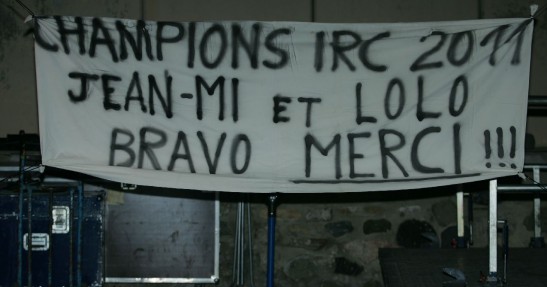 CHAMPIONS IRC 2011
JEAN-MI ET LOLO
BRAVO MERCI !!!